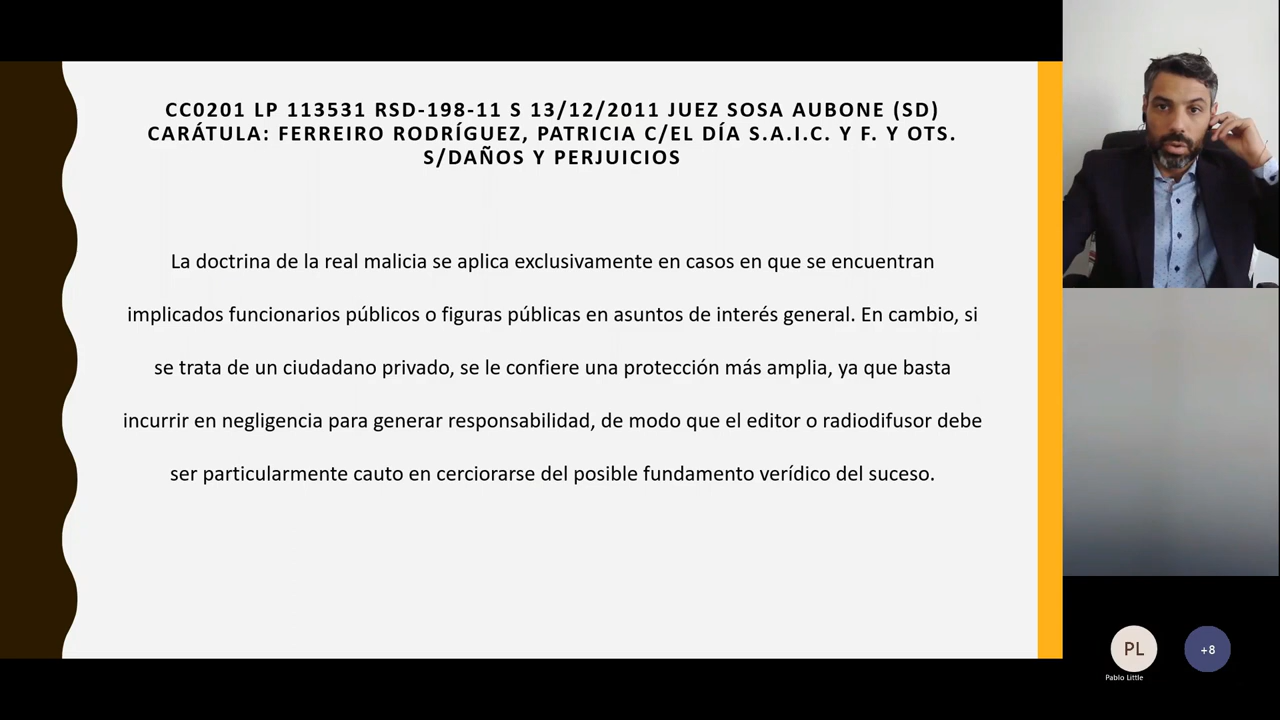 CC0201 LP 113531 RSD-198-11 S 13/12/2011 JUEZ SOSA AUBONE (SD)
CARÁTULA: FERREIRO RODRÍGUEZ, PATRICIA C/EL DÍA S.A.I.C. Y F. Y OTS.
S/DAÑOS Y PERJUICIOS
La doctrina de la real malicia se aplica exclusivamente en casos en que se encuentran
implicados funcionarios públicos o figuras públicas en asuntos de interés general. En cambio, si
se trata de un ciudadano privado, se le confiere una protección más amplia, ya que basta
incurrir en negligencia para generar responsabilidad, de modo que el editor o radiodifusor debe
ser particularmente cauto en cerciorarse del posible fundamento verídico del suceso.
PL
+8
Pablo Little